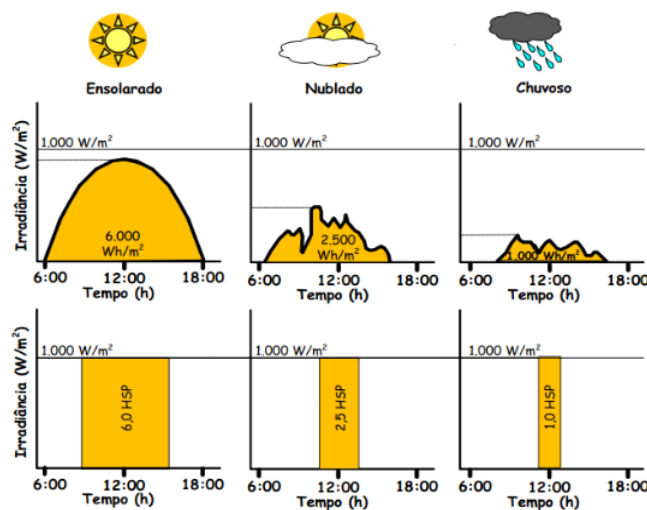 Ensolarado Nublado Chuvoso
Irradiância (W/m²)
1.000 W/m² 1.000 W/m² 1.000 W/m²
6.000
Wh/m²
2.500
Wh/m²
1.000 Wh/m²
6:00 12:00 18:00 6:00 12:00 18:00 6:00 12:00 18:00
Tempo (h) Tempo (h) Tempo (h)
Irradiância (W/m²)
1.000 W/m² 1.000 W/m² 1.000 W/m²
6,0 HSP
2,5 HSP
1,0 HSP
6:00 12:00 18:00 6:00 12:00 18:00 6:00 12:00 18:00
Tempo (h) Tempo (h) Tempo (h)